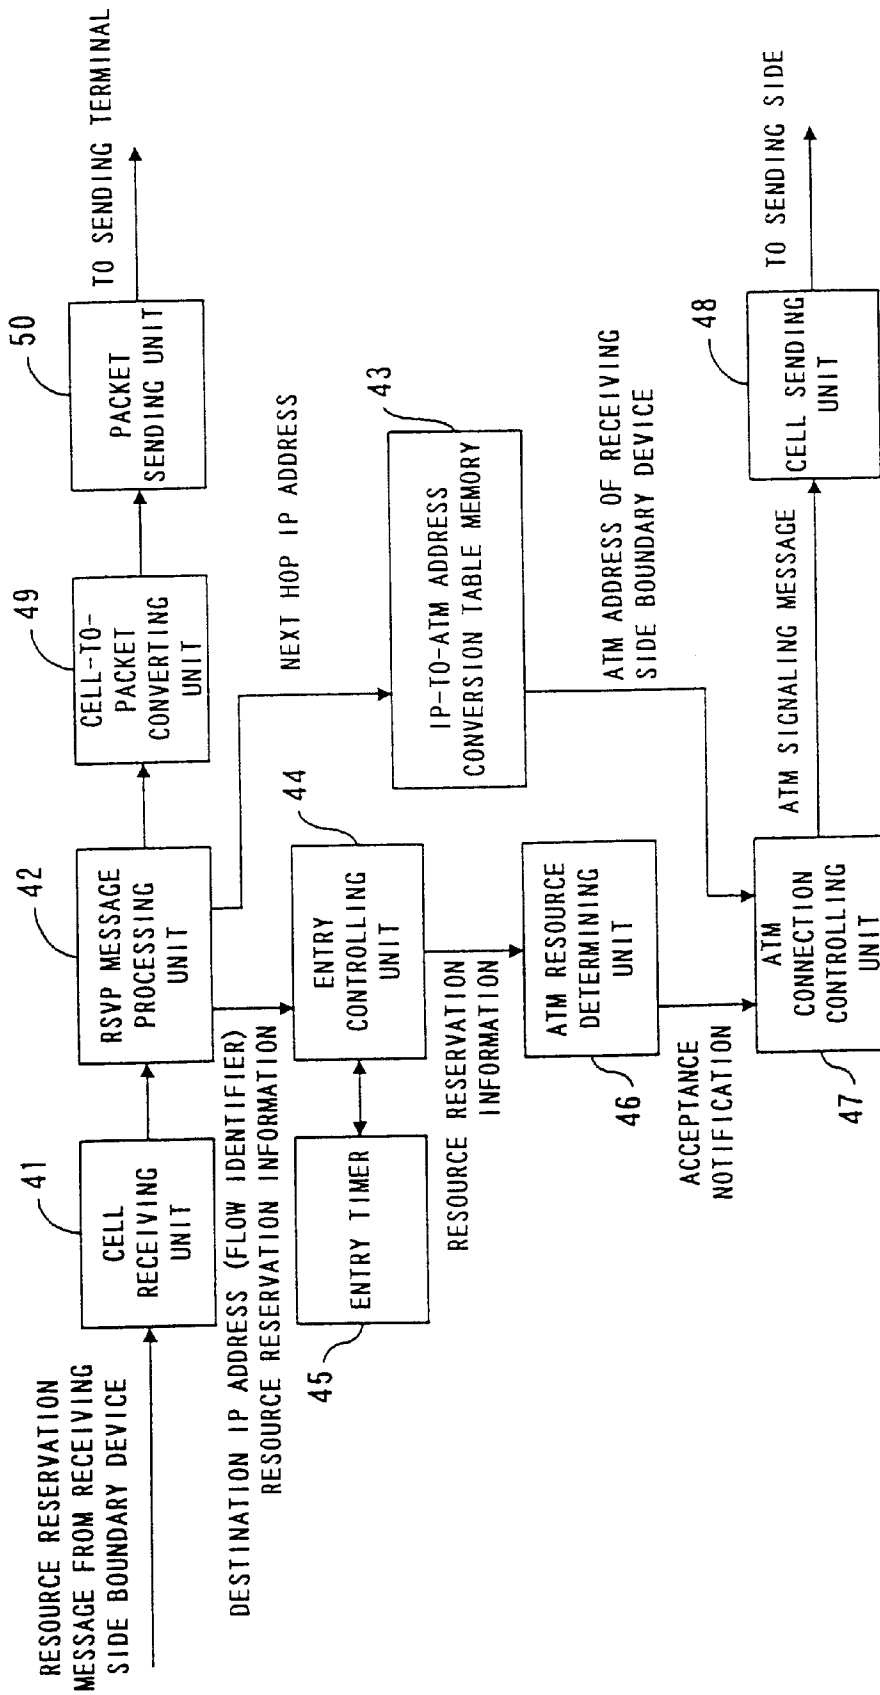 RESOURCE RESERVATION
MESSAGE FROM RECEIVING
SIDE BOUNDARY DEVICE
41
CELL
RECEIVING
UNIT
42
RSVP MESSAGE
PROCESSING
UNIT
49
CELL-TO-
PACKET
CONVERTING
UNIT
50
PACKET
SENDING UNIT
TO SENDING TERMINAL
DESTINATION IP ADDRESS (FLOW IDENTIFIER)
RESOURCE RESERVATION INFORMATION
NEXT HOP IP ADDRESS
45
ENTRY TIMER
44
ENTRY
CONTROLLING
UNIT
43
IP-TO-ATM ADDRESS
CONVERSION TABLE MEMORY
RESOURCE RESERVATION
INFORMATION
46
ATM RESOURCE
DETERMINING
UNIT
ATM ADDRESS OF RECEIVING
SIDE BOUNDARY DEVICE
ACCEPTANCE
NOTIFICATION
47
ATM
CONNECTION
CONTROLLING
UNIT
ATM SIGNALING MESSAGE
48
CELL SENDING
UNIT
TO SENDING SIDE